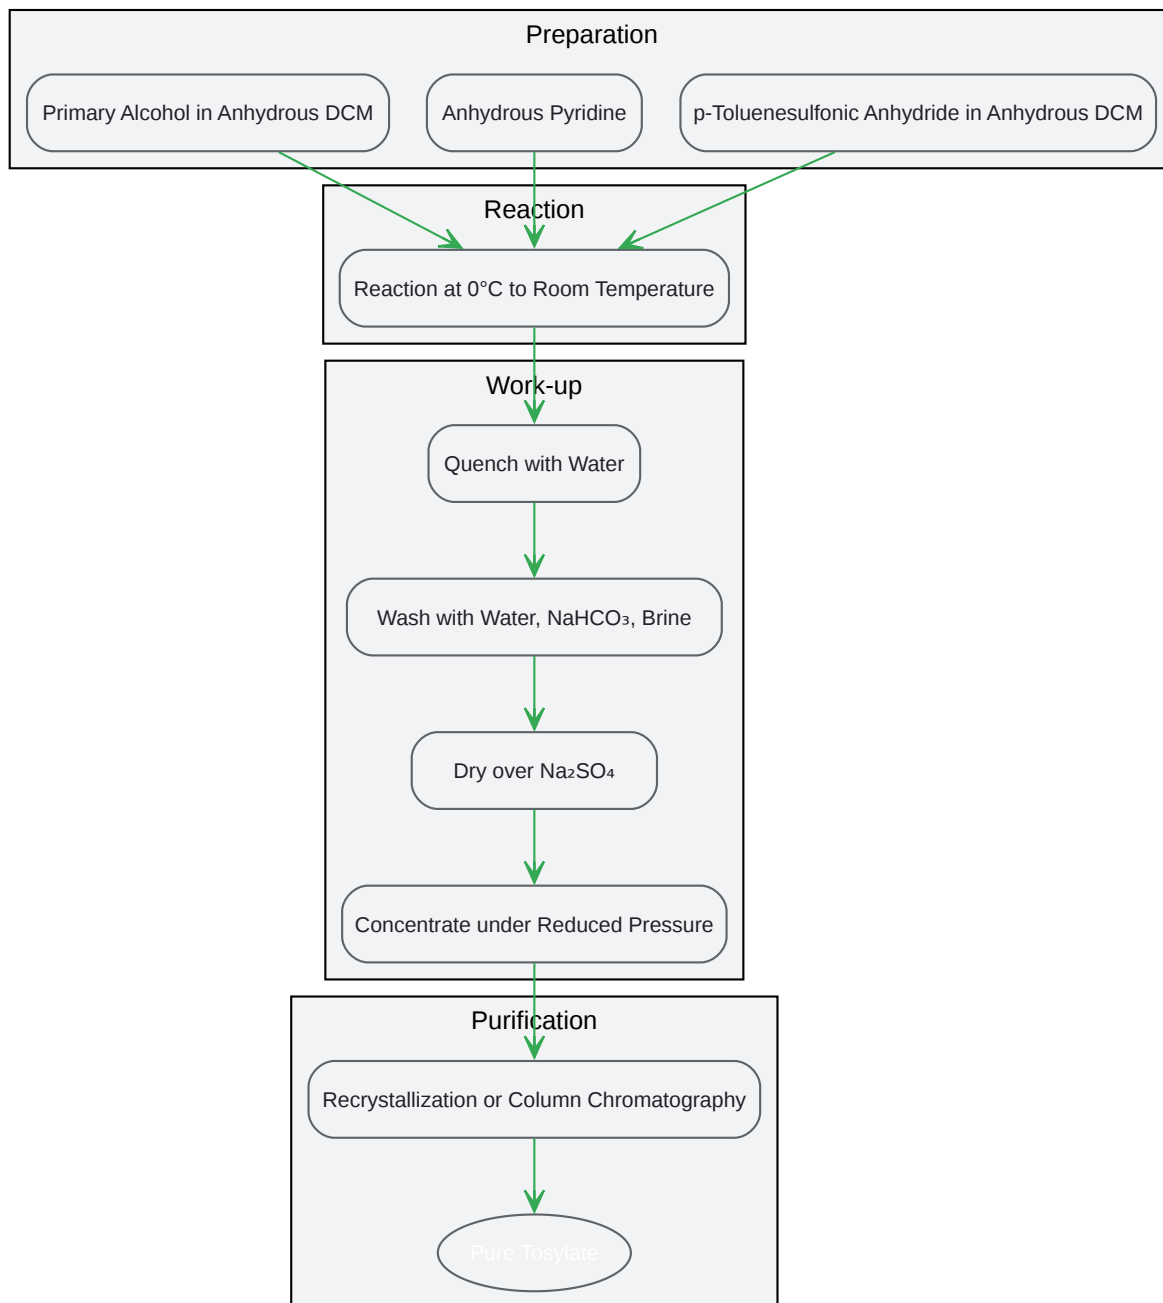 Preparation
Primary Alcohol in Anhydrous DCM
Anhydrous Pyridine
p-Toluenesulfonic Anhydride in Anhydrous DCM
Reaction
Reaction at 0°C to Room Temperature
Work-up
Quench with Water
Wash with Water, NaHCO₃, Brine
Dry over Na₂SO₄
Concentrate under Reduced Pressure
Purification
Recrystallization or Column Chromatography
Pure Tosylate